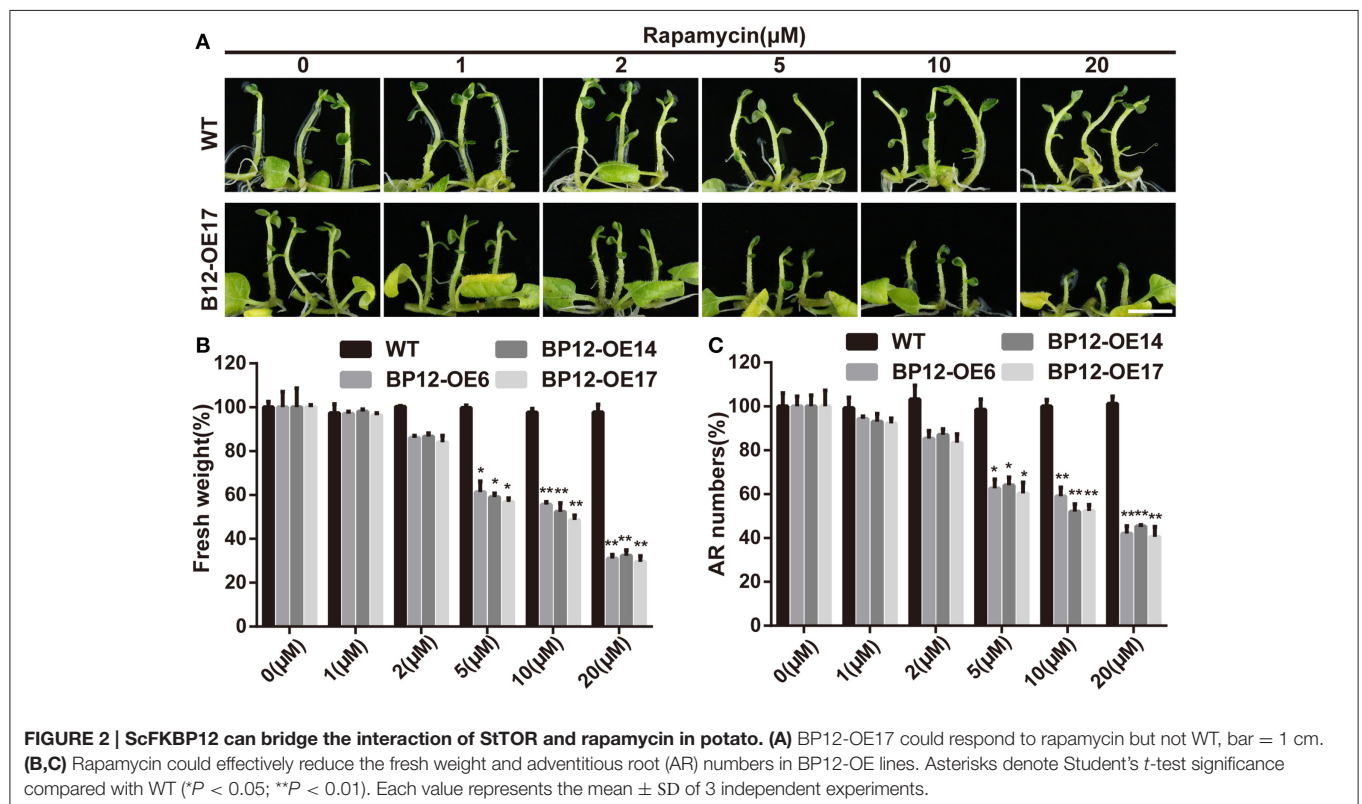 A
Rapamycin(μM)
0 1 2 5 10 20
WT
B12-OE17
B
WT BP12-OE14
BP12-OE6 BP12-OE17
Fresh weight(%)
120
100
80
60
40
20
0
* * *
** ** **
** ** **
0(μM) 1(μM) 2(μM) 5(μM) 10(μM) 20(μM)
C
WT BP12-OE14
BP12-OE6 BP12-OE17
AR numbers(%)
120
100
80
60
40
20
0
* * *
** ** **
** ** **
0(μM) 1(μM) 2(μM) 5(μM) 10(μM) 20(μM)
FIGURE 2 | ScFKBP12 can bridge the interaction of StTOR and rapamycin in potato. (A) BP12-OE17 could respond to rapamycin but not WT, bar = 1 cm.
(B,C) Rapamycin could effectively reduce the fresh weight and adventitious root (AR) numbers in BP12-OE lines. Asterisks denote Student's t-test significance
compared with WT (*P < 0.05; **P < 0.01). Each value represents the mean ± SD of 3 independent experiments.